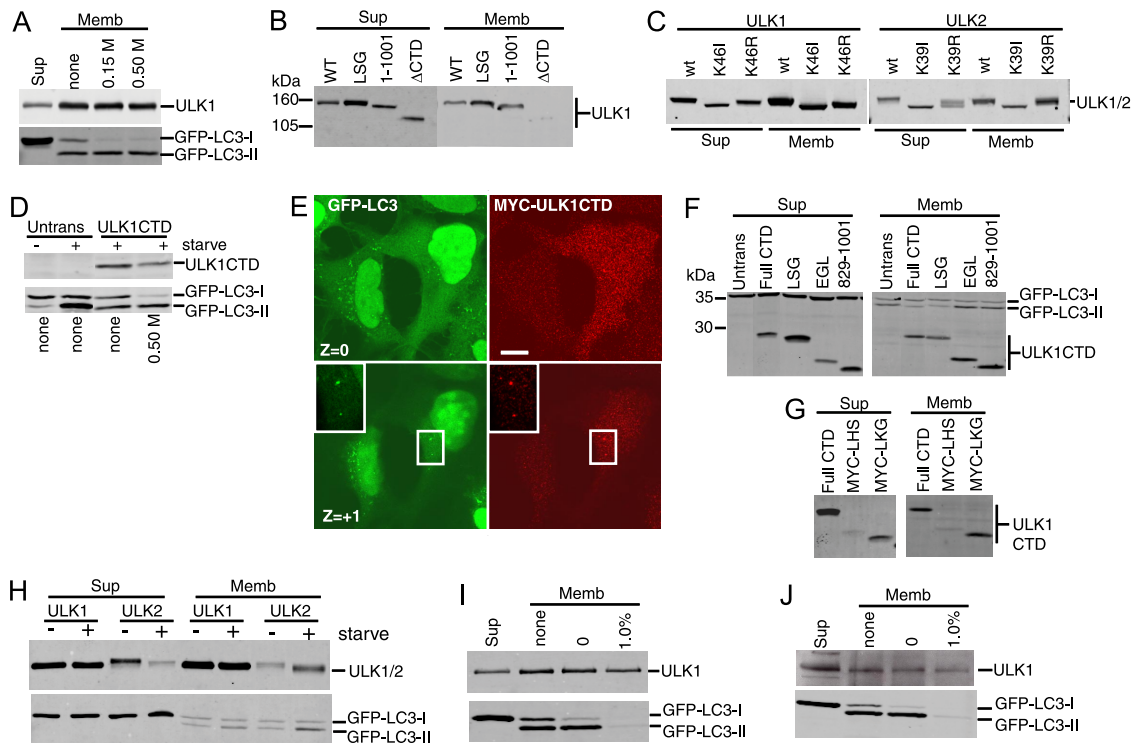 A
Memb
Sup
none
0.15 M
0.50 M
ULK1
GFP-LC3-I
GFP-LC3-II
B
Sup Memb
WT LSG 1-1001 ΔCTD WT LSG 1-1001 ΔCTD
kDa
160
105
ULK1
C
ULK1 ULK2
wt K46I K46R wt K46I K46R wt K39I K39R wt K39I K39R
ULK1/2
Sup Memb Sup Memb
D
Untrans ULK1CTD
- + + + starve
ULK1CTD
GFP-LC3-I
GFP-LC3-II
none none none 0.50 M
E
GFP-LC3 MYC-ULK1CTD
Z=0
Z=+1
F
Sup Memb
Untrans Full CTD LSG EGL 829-1001 Untrans Full CTD LSG EGL 829-1001
kDa
35
30
GFP-LC3-I
GFP-LC3-II
ULK1CTD
G
Sup Memb
Full CTD MYC-LHS MYC-LKG Full CTD MYC-LHS MYC-LKG
ULK1
CTD
H
Sup Memb
ULK1 ULK2 ULK1 ULK2
- + - + - + - + starve
ULK1/2
GFP-LC3-I
GFP-LC3-II
I
Memb
Sup none 0 1.0%
ULK1
GFP-LC3-I
GFP-LC3-II
J
Memb
Sup none 0 1.0%
ULK1
GFP-LC3-I
GFP-LC3-II